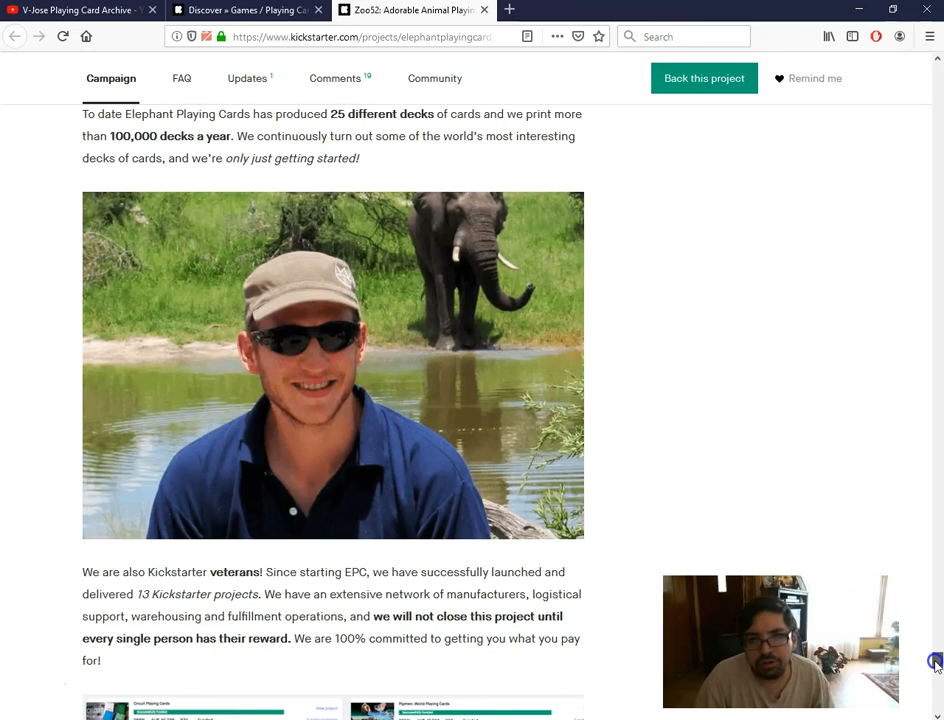 V-Jose Playing Card Archive -
Discover » Games / Playing Ca
Zoo52: Adorable Animal Playin
https://www.kickstarter.com/projects/elephantplayingcard
Search
Campaign
FAQ
Updates 1
Comments 19
Community
Back this project
Remind me
To date Elephant Playing Cards has produced 25 different decks of cards and we print more
than 100,000 decks a year. We continuously turn out some of the world's most interesting
decks of cards, and we're only just getting started!
We are also Kickstarter veterans! Since starting EPC, we have successfully launched and
delivered 13 Kickstarter projects. We have an extensive network of manufacturers, logistical
support, warehousing and fulfillment operations, and we will not close this project until
every single person has their reward. We are 100% committed to getting you what you pay
for!